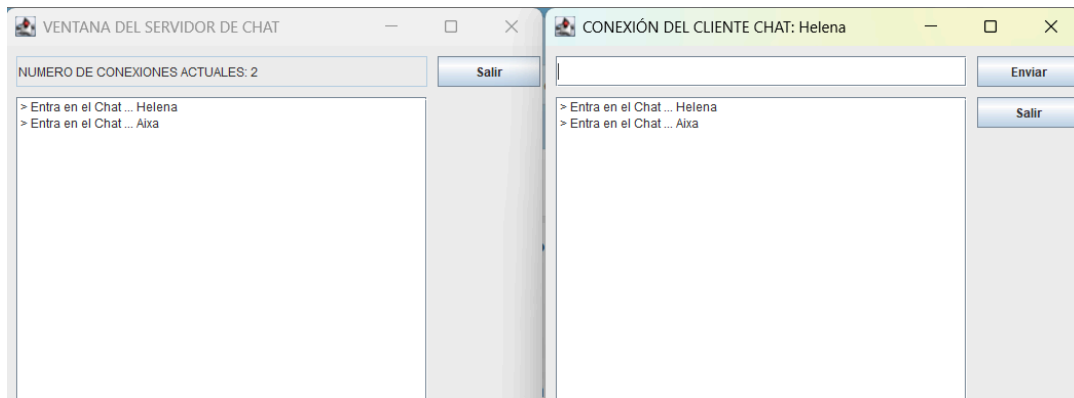 VENTANA DEL SERVIDOR DE CHAT
NUMERO DE CONEXIONES ACTUALES: 2
Salir
> Entra en el Chat ... Helena
> Entra en el Chat ... Aixa
CONEXIÓN DEL CLIENTE CHAT: Helena
Enviar
> Entra en el Chat ... Helena
> Entra en el Chat ... Aixa
Salir